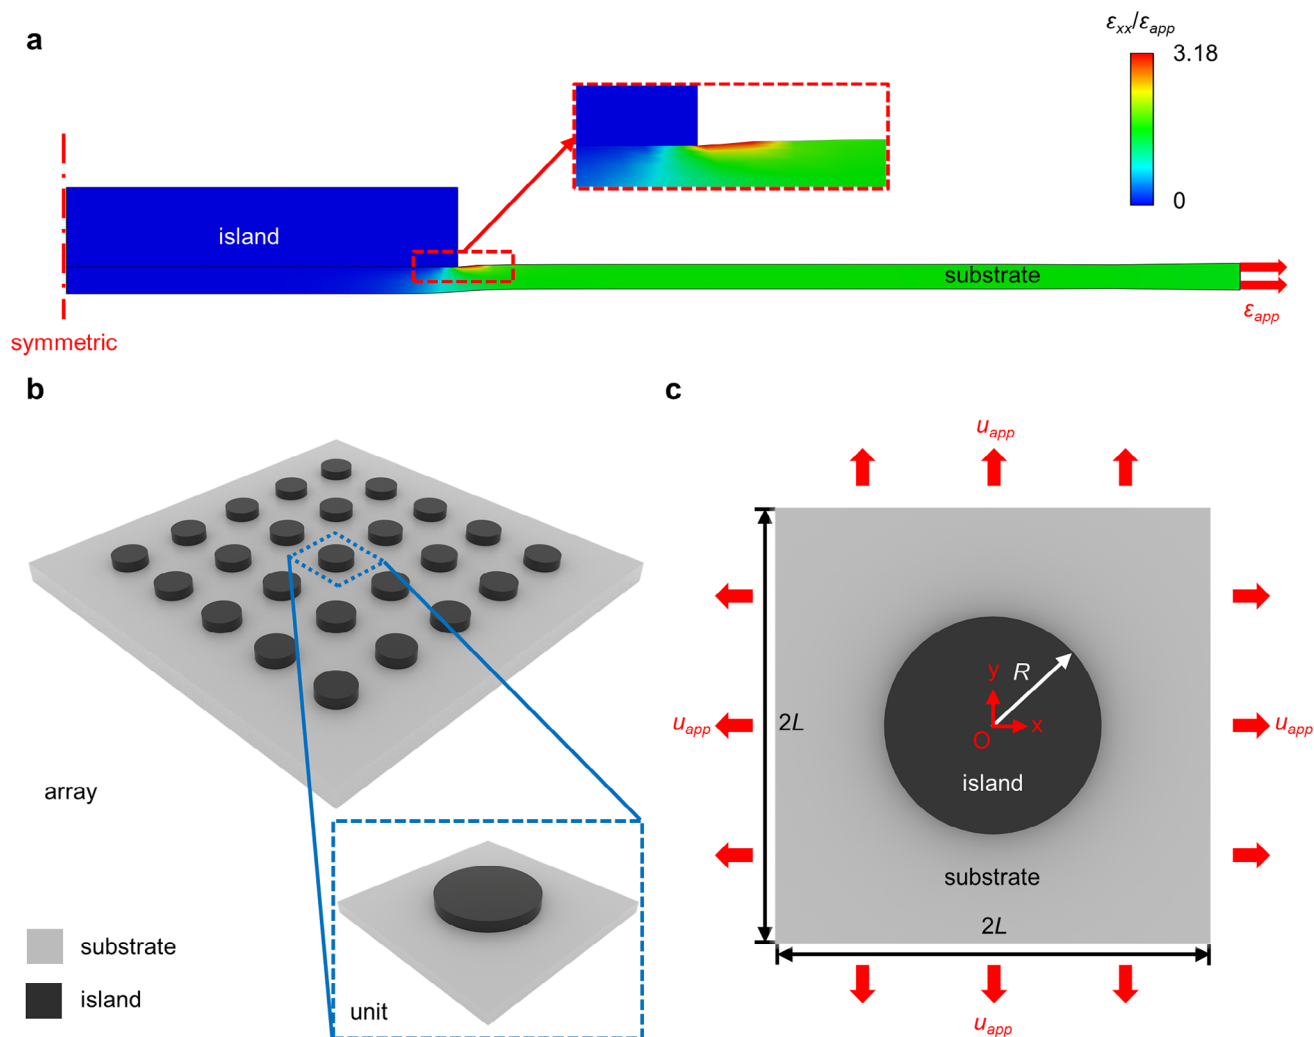 a
εxx/εapp
3.18
0
island
substrate
εapp
symmetric
b
array
substrate
island
unit
c
uapp
uapp
uapp
2L
R
y
x
O
island
substrate
2L
uapp